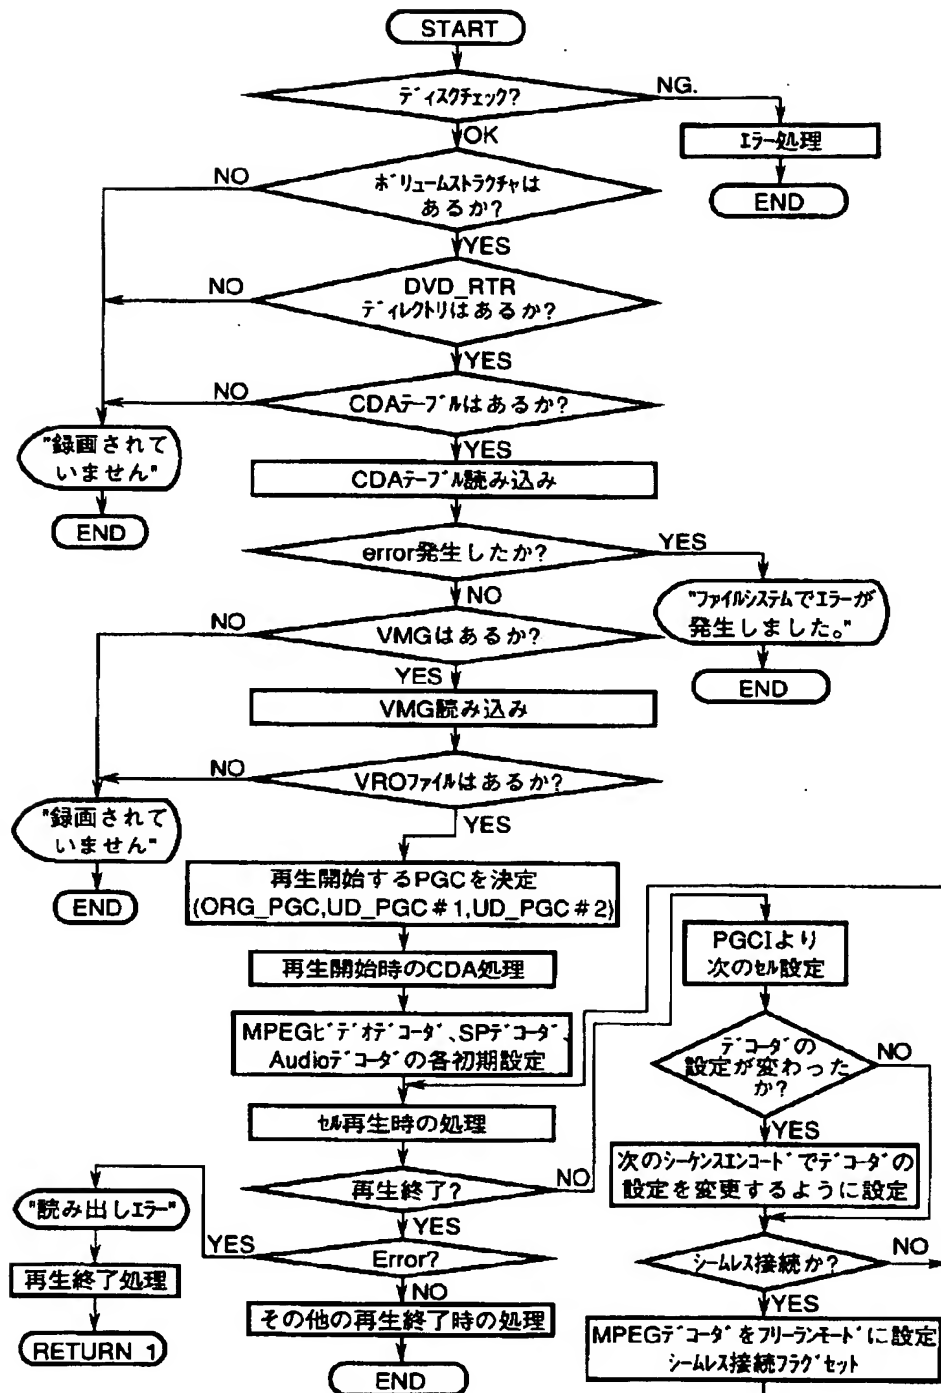 START
ディスクチェック?
NG.
OK
エラー処理
END
NO
ボリュームストラクチャは
あるか?
YES
NO
DVD_RTR
ディレクトリはあるか?
YES
NO
CDAテーブルはあるか?
YES
"録画されて
いません"
END
CDAテーブル読み込み
error発生したか?
YES
NO
"ファイルシステムでエラーが
発生しました。"
END
NO
VMGはあるか?
YES
VMG読み込み
NO
VROファイルはあるか?
YES
"録画されて
いません"
END
再生開始するPGCを決定
(ORG_PGC,UD_PGC#1,UD_PGC#2)
再生開始時のCDA処理
MPEGビデオデコーダ、SPデコーダ、
Audioデコーダの各初期設定
セル再生時の処理
再生終了?
NO
YES
Error?
YES
NO
"読み出しエラー"
再生終了処理
RETURN 1
その他の再生終了時の処理
END
PGCIより
次のセル設定
デコーダの
設定が変わった
か?
NO
YES
次のシーケンスエンコードでデコーダの
設定を変更するように設定
シームレス接続か?
NO
YES
MPEGデコーダをフリーランモードに設定
シームレス接続フラグセット